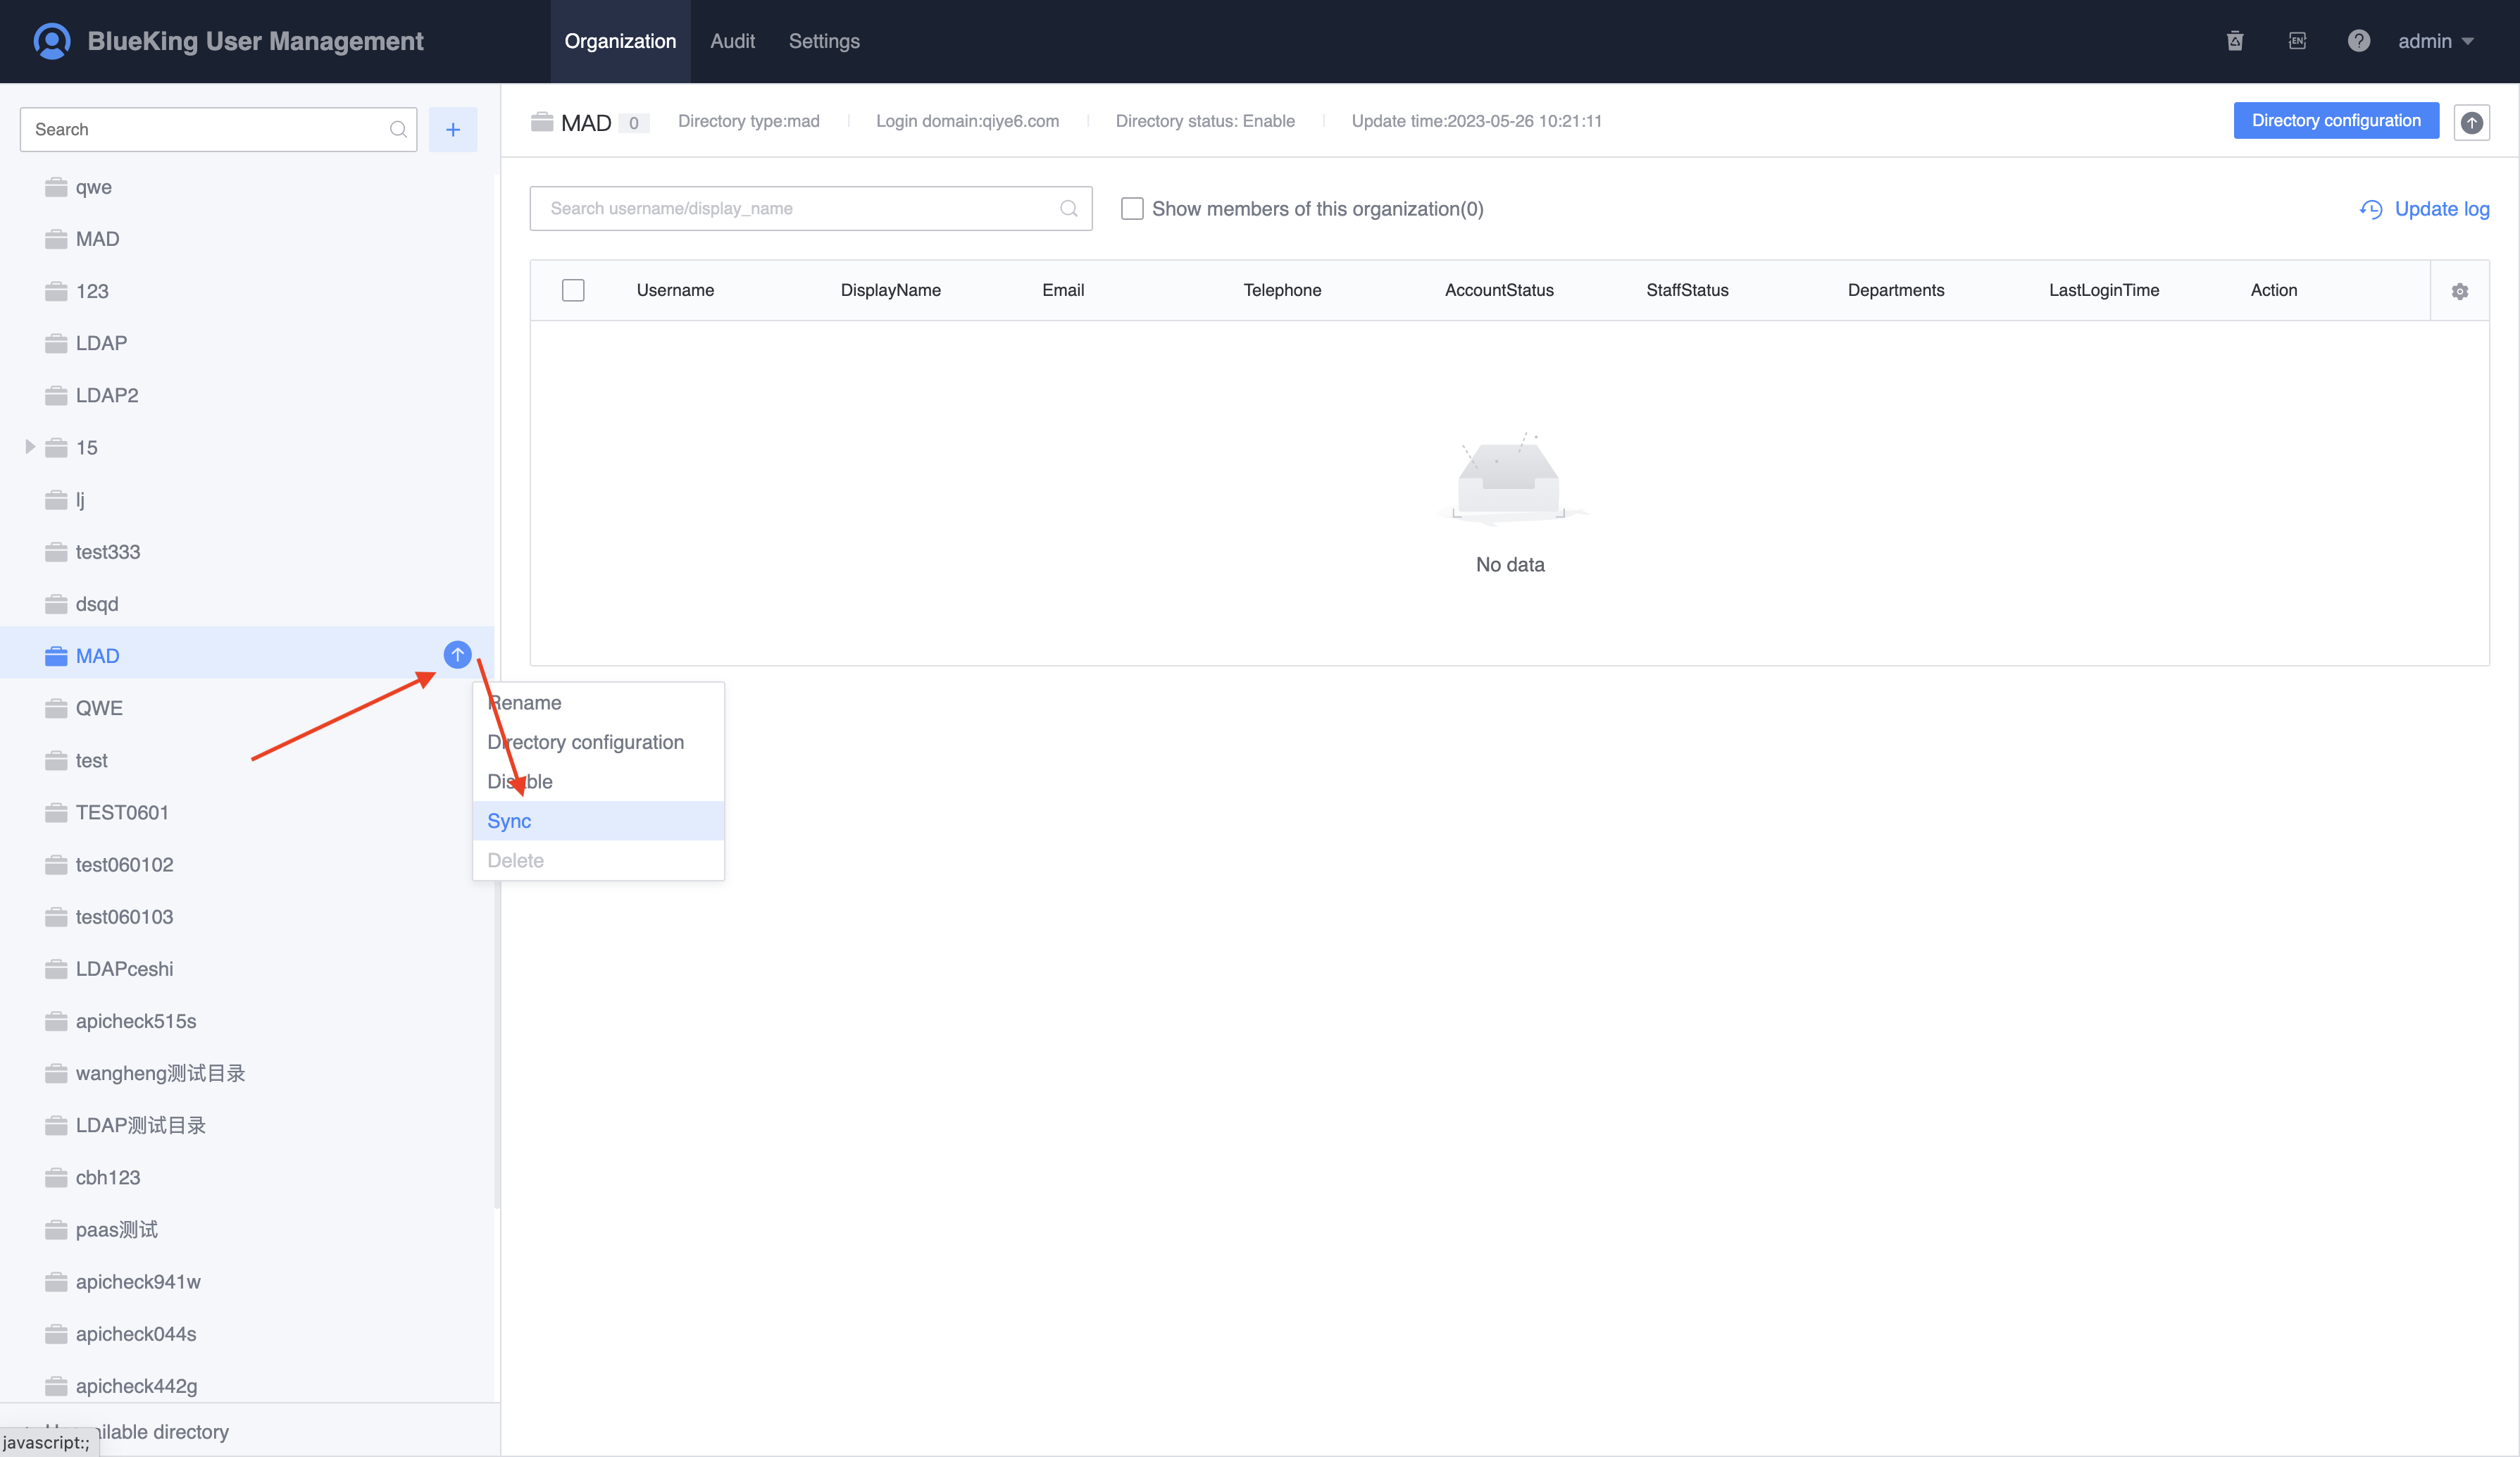 BlueKing User Management
Organization
Audit
Settings
EN
?
admin
Search
+
qwe
MAD
123
LDAP
LDAP2
15
lj
test333
dsqd
MAD
QWE
test
TEST0601
test060102
test060103
LDAPceshi
apicheck515s
wangheng测试目录
LDAP测试目录
cbh123
paas测试
apicheck941w
apicheck044s
apicheck442g
ilable directory
javascript:;
Rename
Directory configuration
Disable
Sync
Delete
MAD 0
Directory type:mad
Login domain:qiye6.com
Directory status: Enable
Update time:2023-05-26 10:21:11
Directory configuration
Search username/display_name
Show members of this organization(0)
Update log
Username
DisplayName
Email
Telephone
AccountStatus
StaffStatus
Departments
LastLoginTime
Action
No data